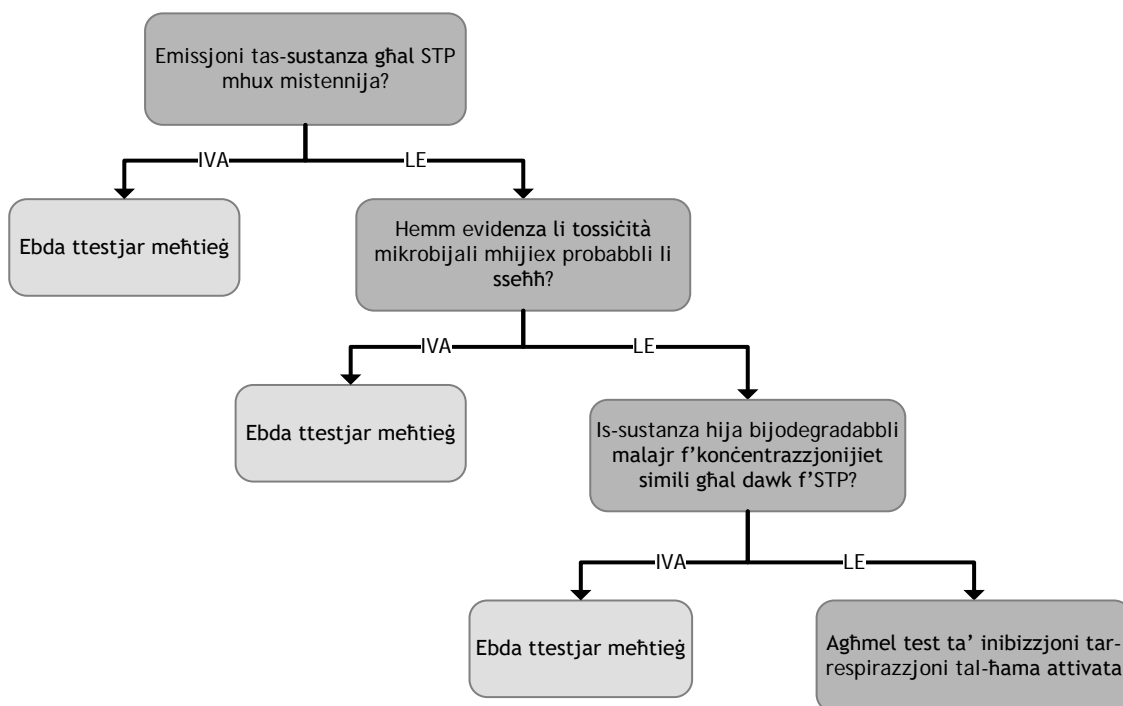 Emissjoni tas-sustanza għal STP
mhux mistennija?
IVA
LE
Ebda ttestjar meħtieġ
Hemm evidenza li tossiċità
mikrobijali mhijiex probabbli li
sseħħ?
IVA
LE
Ebda ttestjar meħtieġ
Is-sustanza hija bijodegradabbli
malajr f’konċentrazzjonijiet
simili għal dawk f’STP?
IVA
LE
Ebda ttestjar meħtieġ
Agħmel test ta’ inibizzjoni tar-
respirazzjoni tal-ħama attivata